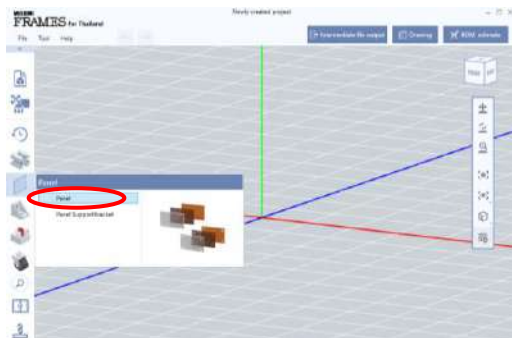 Newly created project
FRAMES for Thailand
File Tool Help
Intermediate file output Drawing BOM, estimate
Panel
Panel
Panel Support bracket